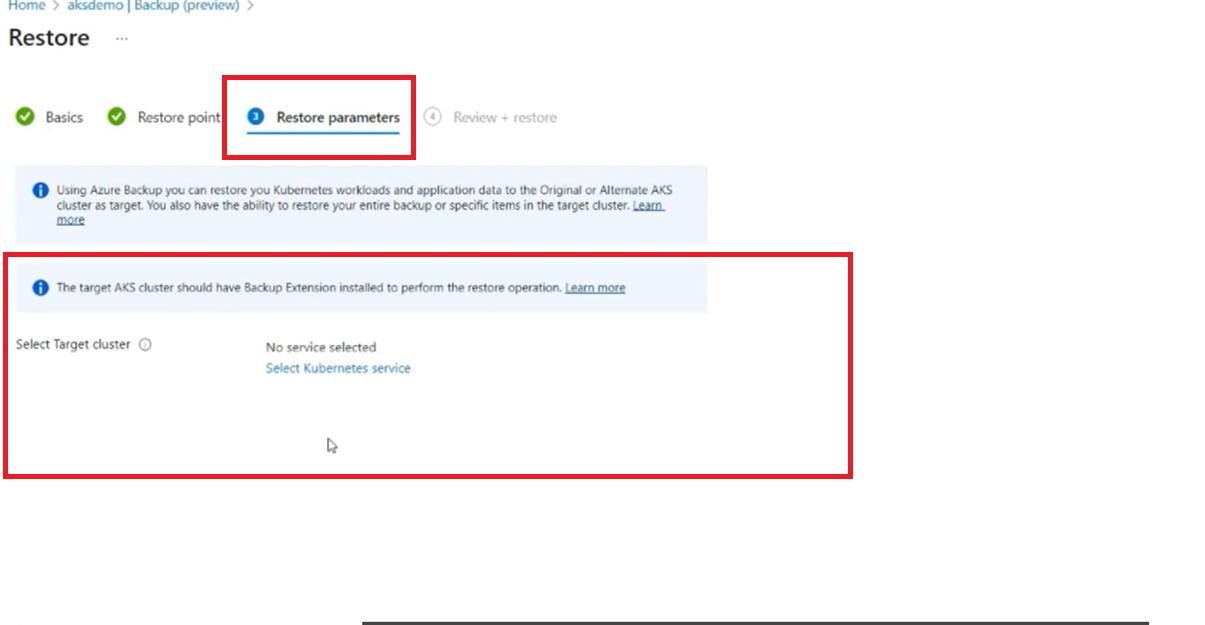 Home > aksdemo | Backup (preview) >
Restore ...
Basics Restore point 3 Restore parameters 4 Review + restore
Using Azure Backup you can restore you Kubernetes workloads and application data to the Original or Alternate AKS
cluster as target. You also have the ability to restore your entire backup or specific items in the target cluster. Learn
more
The target AKS cluster should have Backup Extension installed to perform the restore operation. Learn more
Select Target cluster No service selected
Select Kubernetes service